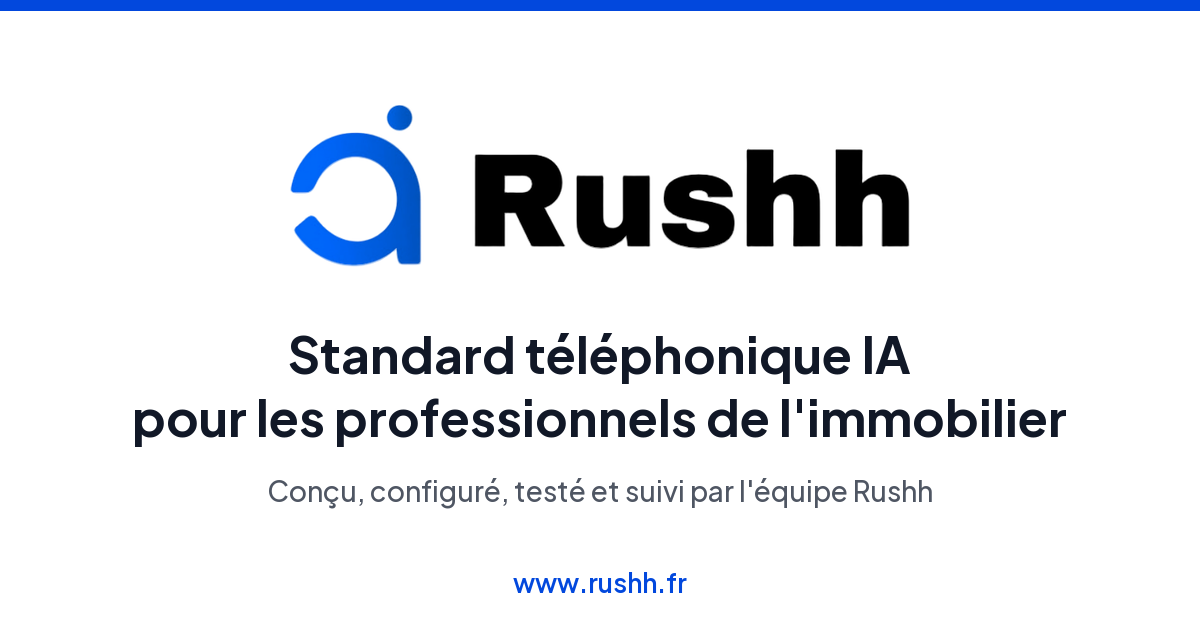 Rushh
Standard téléphonique IA
pour les professionnels de l'immobilier
Conçu, configuré, testé et suivi par l'équipe Rushh
www.rushh.fr